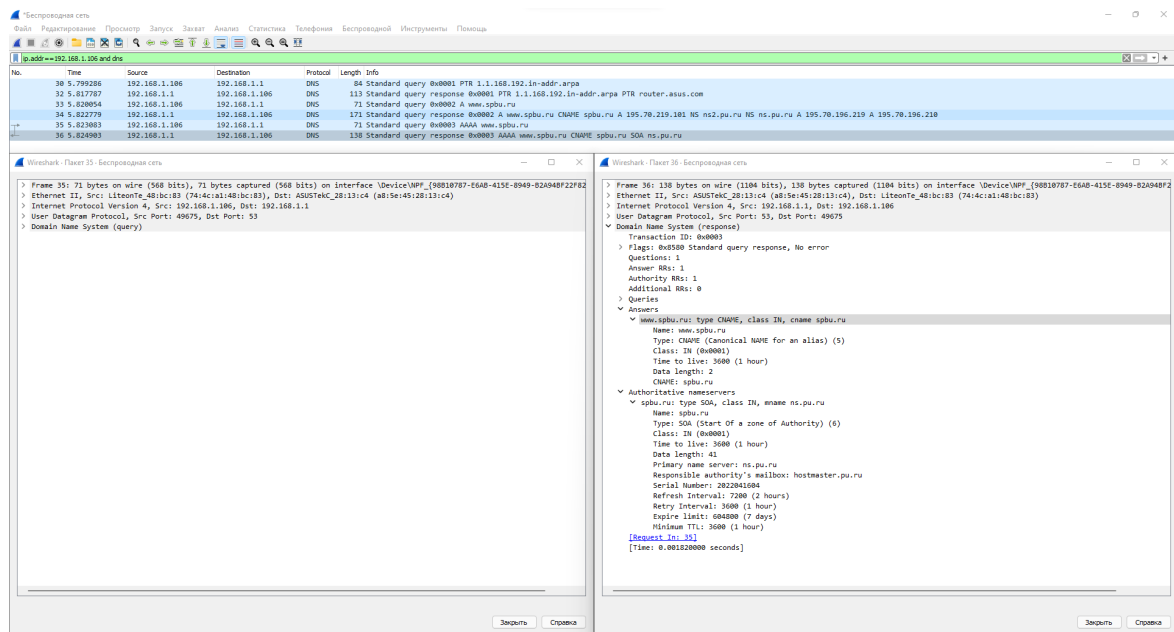 *Беспроводная сеть
Файл Редактирование Просмотр Запуск Захват Анализ Статистика Телефония Беспроводной Инструменты Помощь
ip.addr==192.168.1.106 and dns
No. Time Source Destination Protocol Length Info
30 5.799286 192.168.1.106 192.168.1.1 DNS 84 Standard query 0x0001 PTR 1.1.168.192.in-addr.arpa
32 5.817787 192.168.1.1 192.168.1.106 DNS 112 Standard query response 0x0001 PTR 1.1.168.192.in-addr.arpa PTR router.asus.com
33 5.820054 192.168.1.106 192.168.1.1 DNS 71 Standard query 0x0002 A www.spbu.ru
34 5.822779 192.168.1.1 192.168.1.106 DNS 171 Standard query response 0x0002 A www.spbu.ru CNAME spbu.ru A 195.70.219.101 NS ns2.pu.ru NS ns.pu.ru A 195.70.196.219 A 195.70.196.210
35 5.823083 192.168.1.106 192.168.1.1 DNS 71 Standard query 0x0003 AAAA www.spbu.ru
36 5.824903 192.168.1.1 192.168.1.106 DNS 138 Standard query response 0x0003 AAAA www.spbu.ru CNAME spbu.ru SOA ns.pu.ru
Wireshark · Пакет 35 · Беспроводная сеть
Frame 35: 71 bytes on wire (568 bits), 71 bytes captured (568 bits) on interface \Device\NPF_{98B10787-E6AB-415E-8949-B2A94BF22F82
Ethernet II, Src: LiteonTe_48:bc:83 (74:4c:a1:48:bc:83), Dst: ASUSTekC_28:13:c4 (a8:5e:45:28:13:c4)
Internet Protocol Version 4, Src: 192.168.1.106, Dst: 192.168.1.1
User Datagram Protocol, Src Port: 49675, Dst Port: 53
Domain Name System (query)
Закрыть Справка
Wireshark · Пакет 36 · Беспроводная сеть
Frame 36: 138 bytes on wire (1104 bits), 138 bytes captured (1104 bits) on interface \Device\NPF_{98B10787-E6AB-415E-8949-B2A94BF2
Ethernet II, Src: ASUSTekC_28:13:c4 (a8:5e:45:28:13:c4), Dst: LiteonTe_48:bc:83 (74:4c:a1:48:bc:83)
Internet Protocol Version 4, Src: 192.168.1.1, Dst: 192.168.1.106
User Datagram Protocol, Src Port: 53, Dst Port: 49675
Domain Name System (response)
Transaction ID: 0x0003
Flags: 0x8580 Standard query response, No error
Questions: 1
Answer RRs: 1
Authority RRs: 1
Additional RRs: 0
Queries
Answers
www.spbu.ru: type CNAME, class IN, cname spbu.ru
Name: www.spbu.ru
Type: CNAME (Canonical NAME for an alias) (5)
Class: IN (0x0001)
Time to live: 3600 (1 hour)
Data length: 2
CNAME: spbu.ru
Authoritative nameservers
spbu.ru: type SOA, class IN, mname ns.pu.ru
Name: spbu.ru
Type: SOA (Start Of a zone of Authority) (6)
Class: IN (0x0001)
Time to live: 3600 (1 hour)
Data length: 41
Primary name server: ns.pu.ru
Responsible authority's mailbox: hostmaster.pu.ru
Serial Number: 2022041604
Refresh Interval: 7200 (2 hours)
Retry Interval: 3600 (1 hour)
Expire limit: 604800 (7 days)
Minimum TTL: 3600 (1 hour)
[Request In: 35]
[Time: 0.001820000 seconds]
Закрыть Справка